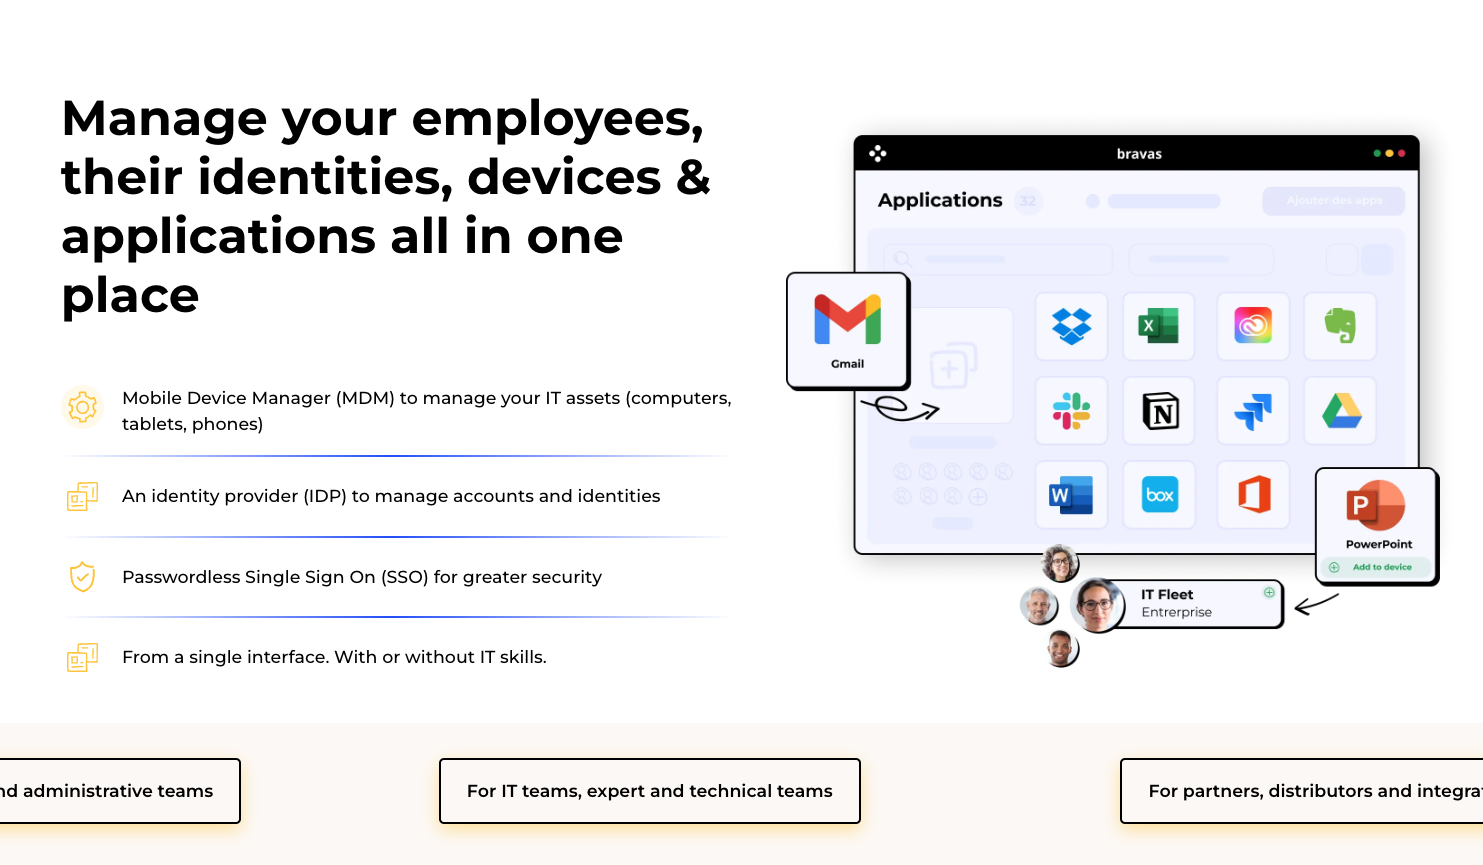 Manage your employees,
their identities, devices &
applications all in one
place
Mobile Device Manager (MDM) to manage your IT assets (computers,
tablets, phones)
An identity provider (IDP) to manage accounts and identities
Passwordless Single Sign On (SSO) for greater security
From a single interface. With or without IT skills.
bravas
Applications
32
Ajouter des apps
Gmail
X
N
W
box
P
PowerPoint
Add to device
IT Fleet
Entrerprise
administrative teams
For IT teams, expert and technical teams
For partners, distributors and